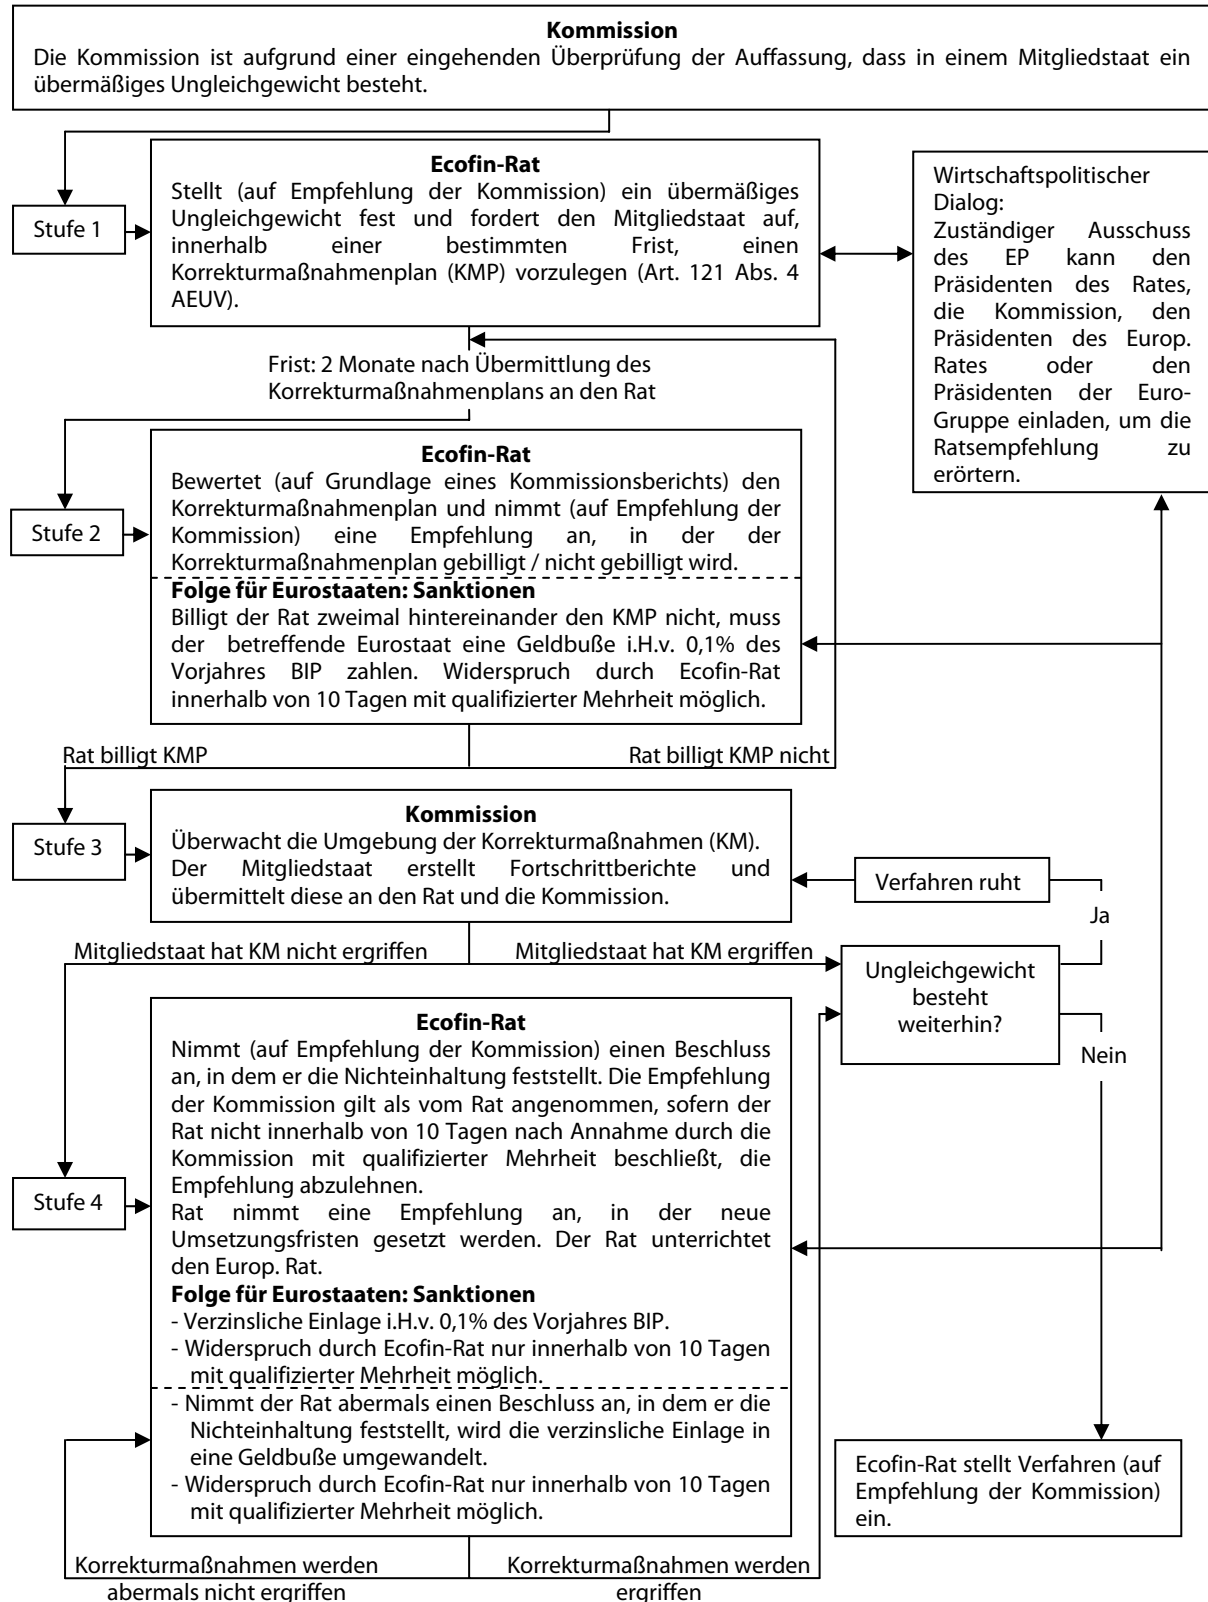 Kommission
Die Kommission ist aufgrund einer eingehenden Überprüfung der Auffassung, dass in einem Mitgliedstaat ein
übermäßiges Ungleichgewicht besteht.
Stufe 1
Ecofin-Rat
Stellt (auf Empfehlung der Kommission) ein übermäßiges
Ungleichgewicht fest und fordert den Mitgliedstaat auf,
innerhalb einer bestimmten Frist, einen
Korrekturmaßnahmenplan (KMP) vorzulegen (Art. 121 Abs. 4
AEUV).
Wirtschaftspolitischer
Dialog:
Zuständiger Ausschuss
des EP kann den
Präsidenten des Rates,
die Kommission, den
Präsidenten des Europ.
Rates oder den
Präsidenten der Euro-
Gruppe einladen, um die
Ratsempfehlung zu
erörtern.
Frist: 2 Monate nach Übermittlung des
Korrekturmaßnahmenplans an den Rat
Stufe 2
Ecofin-Rat
Bewertet (auf Grundlage eines Kommissionsberichts) den
Korrekturmaßnahmenplan und nimmt (auf Empfehlung der
Kommission) eine Empfehlung an, in der der
Korrekturmaßnahmenplan gebilligt / nicht gebilligt wird.
Folge für Eurostaaten: Sanktionen
Billigt der Rat zweimal hintereinander den KMP nicht, muss
der betreffende Eurostaat eine Geldbuße i.H.v. 0,1% des
Vorjahres BIP zahlen. Widerspruch durch Ecofin-Rat
innerhalb von 10 Tagen mit qualifizierter Mehrheit möglich.
Rat billigt KMP
Rat billigt KMP nicht
Stufe 3
Kommission
Überwacht die Umgebung der Korrekturmaßnahmen (KM).
Der Mitgliedstaat erstellt Fortschrittberichte und
übermittelt diese an den Rat und die Kommission.
Verfahren ruht
Ja
Mitgliedstaat hat KM nicht ergriffen
Mitgliedstaat hat KM ergriffen
Ungleichgewicht
besteht
weiterhin?
Nein
Stufe 4
Ecofin-Rat
Nimmt (auf Empfehlung der Kommission) einen Beschluss
an, in dem er die Nichteinhaltung feststellt. Die Empfehlung
der Kommission gilt als vom Rat angenommen, sofern der
Rat nicht innerhalb von 10 Tagen nach Annahme durch die
Kommission mit qualifizierter Mehrheit beschließt, die
Empfehlung abzulehnen.
Rat nimmt eine Empfehlung an, in der neue
Umsetzungsfristen gesetzt werden. Der Rat unterrichtet
den Europ. Rat.
Folge für Eurostaaten: Sanktionen
- Verzinsliche Einlage i.H.v. 0,1% des Vorjahres BIP.
- Widerspruch durch Ecofin-Rat nur innerhalb von 10 Tagen
mit qualifizierter Mehrheit möglich.
- Nimmt der Rat abermals einen Beschluss an, in dem er die
Nichteinhaltung feststellt, wird die verzinsliche Einlage in
eine Geldbuße umgewandelt.
- Widerspruch durch Ecofin-Rat nur innerhalb von 10 Tagen
mit qualifizierter Mehrheit möglich.
Ecofin-Rat stellt Verfahren (auf
Empfehlung der Kommission)
ein.
Korrekturmaßnahmen werden
abermals nicht ergriffen
Korrekturmaßnahmen werden
ergriffen